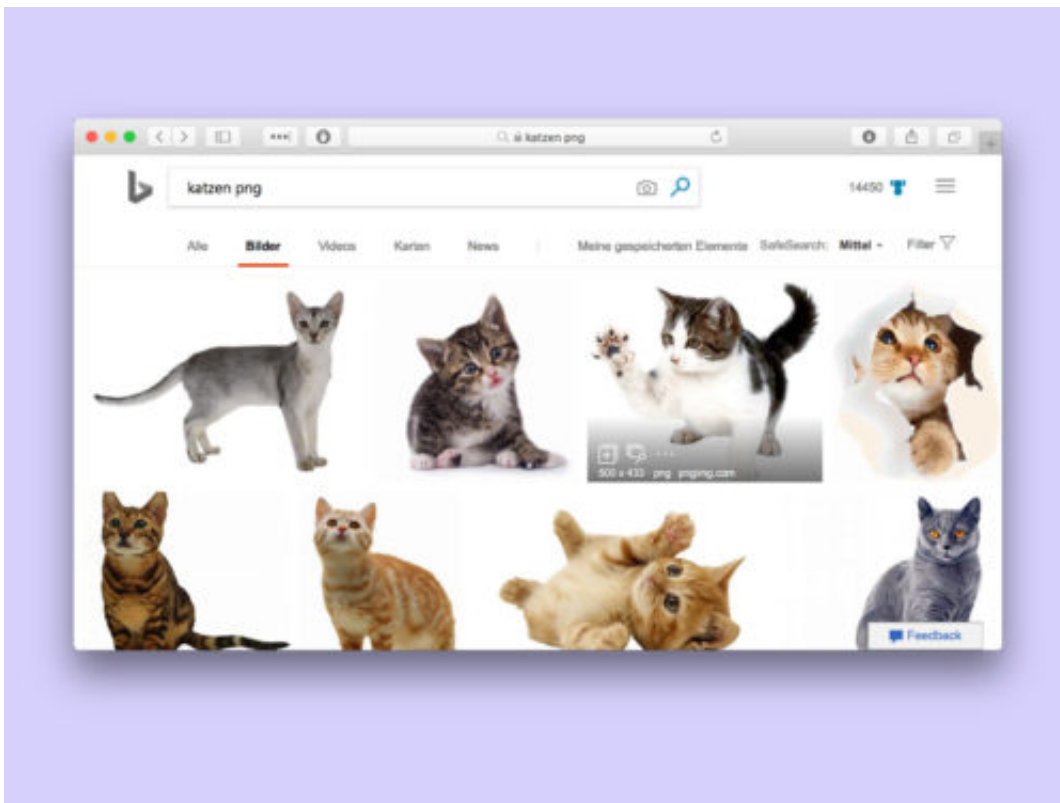 katzen png
katzen png
14450
Alle Bilder Videos Karten News Meine gespeicherten Elemente SafeSearch: Mittel Filter
500 x 433 png pngimg.com
Feedback